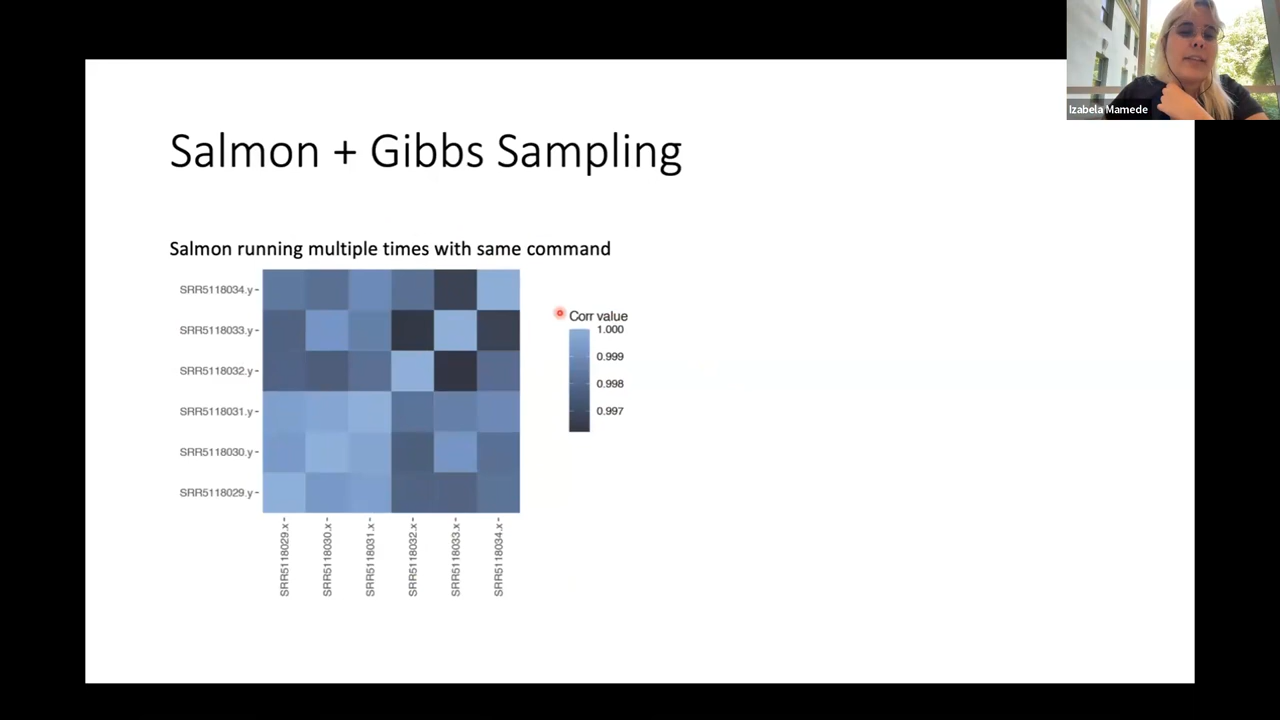 Izabela Mamede
Salmon + Gibbs Sampling
Salmon running multiple times with same command
SRR5118034.y
SRR5118033.y
SRR5118032.y
SRR5118031.y
SRR5118030.y
SRR5118029.y
SRR5118029.x
SRR5118030.x
SRR5118031.x
SRR5118032.x
SRR5118033.x
SRR5118034.x
Corr value
1.000
0.999
0.998
0.997